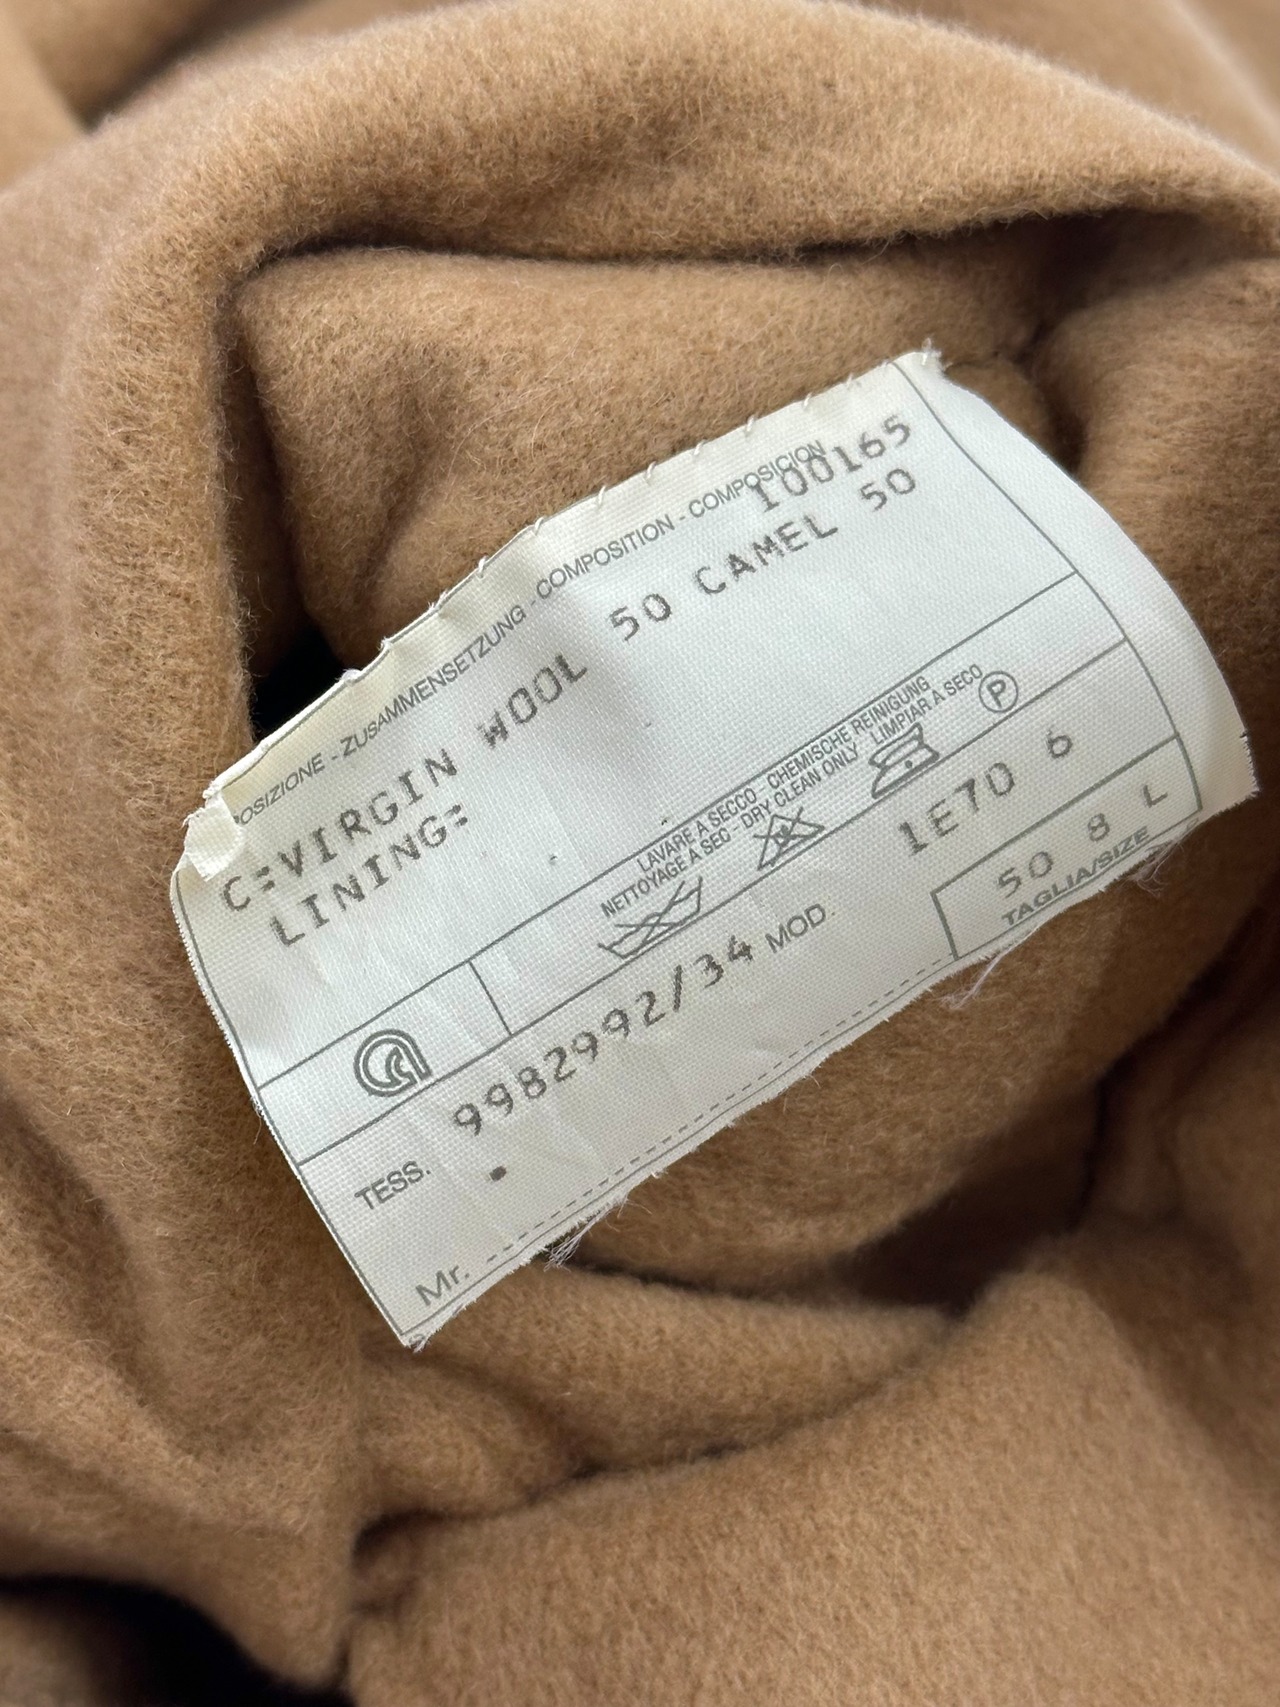 OSIZIONE - ZUSAMMENSETZUNG - COMPOSITION - COMPOSICION
100165
C=VIRGIN WOOL 50 CAMEL 50
LINING=
LAVARE A SECCO - CHEMISCHE REINIGUNG
NETTOYAGE A SEC - DRY CLEAN ONLY LIMPIAR A SECO
P
TESS. 9982992/34 MOD. 1E70 6
50 8 L
TAGLIA/SIZE
Mr.